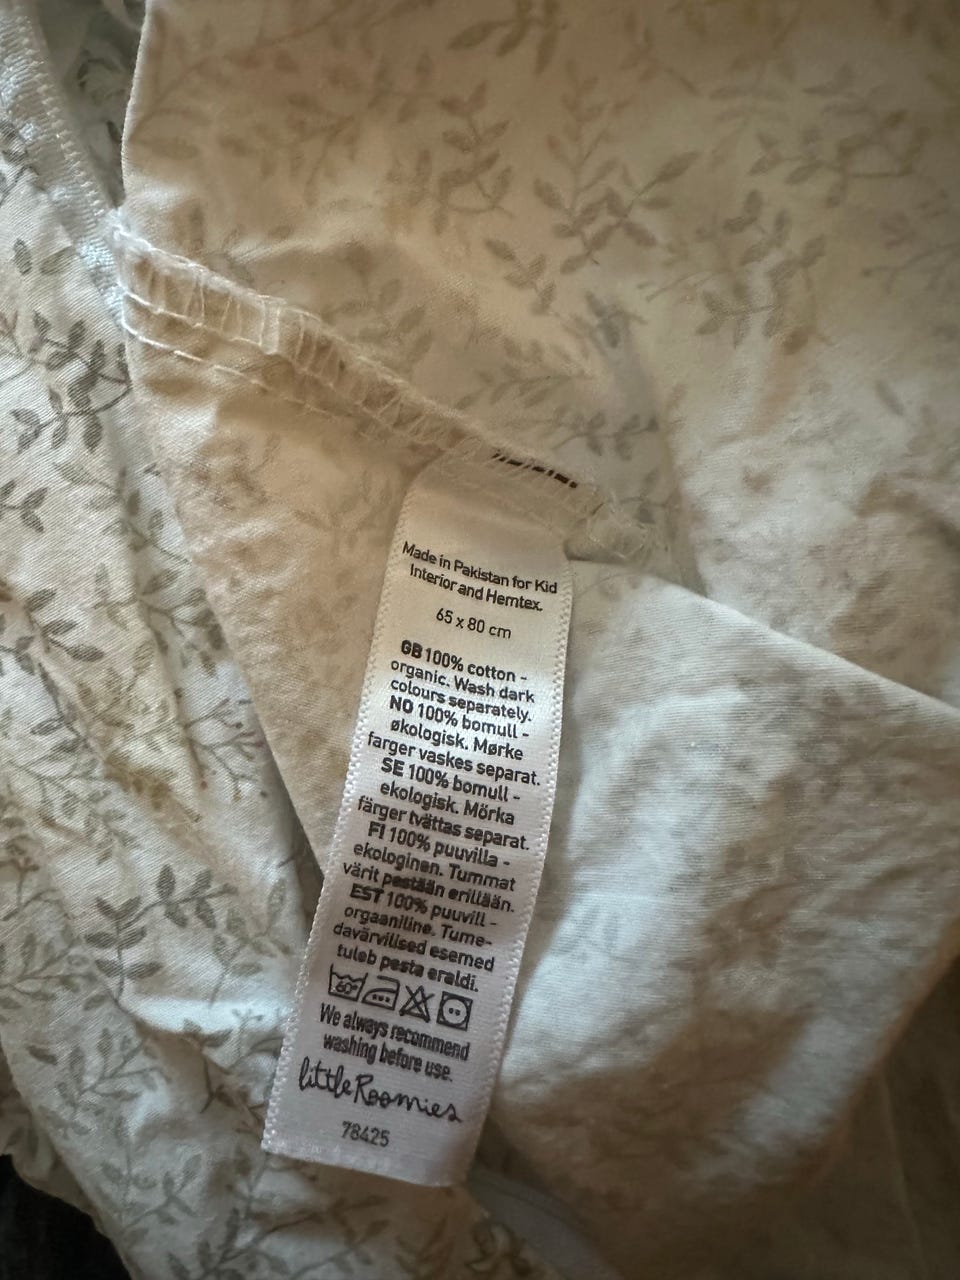 Made in Pakistan for Kid
Interior and Hemtex.
65 x 80 cm
GB 100% cotton -
organic. Wash dark
colours separately.
NO 100% bomull -
økologisk. Mørke
farger vaskes separat.
SE 100% bomull -
ekologisk. Mörka
färger tvättas separat.
FI 100% puuvilla -
ekologinen. Tummat
värit pestään erillään.
EST 100% puuvill -
orgaaniline. Tume-
davärvilised esemed
tuleb pesta eraldi.
60°
We always recommend
washing before use.
little Roomies
78425